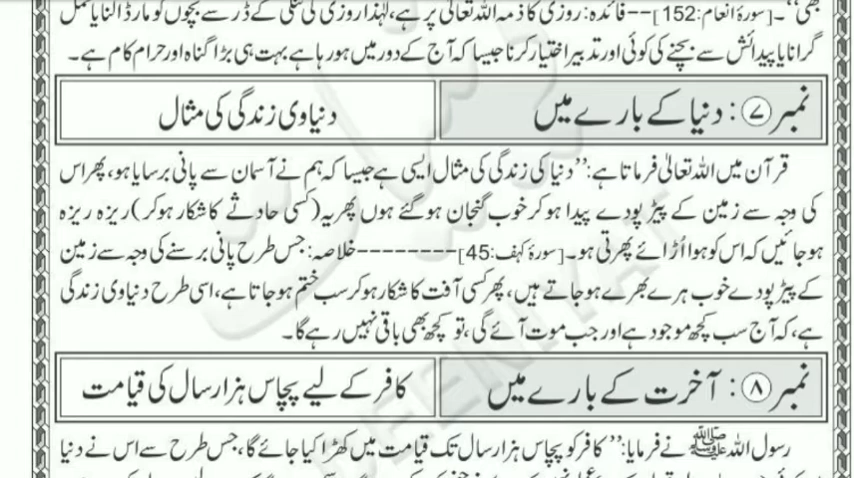 بھی“۔ [سورۂ انعام:152] -- فائدہ: روزی کا ذمہ اللہ تعالیٰ پر ہے، لہٰذا روزی کی تنگی کے ڈر سے بچوں کو مار ڈالنا یا حمل
گرانا یا پیدائش سے بچنے کی کوئی اور تدبیر اختیار کرنا جیسا کہ آج کے دور میں ہو رہا ہے بہت ہی بڑا گناہ اور حرام کام ہے۔
نمبر ۷: دنیا کے بارے میں دنیاوی زندگی کی مثال
قرآن میں اللہ تعالیٰ فرماتا ہے: ”دنیا کی زندگی کی مثال ایسی ہے جیسا کہ ہم نے آسمان سے پانی برسایا ہو، پھر اس
کی وجہ سے زمین کے پیڑ پودے پیدا ہو کر خوب گنجان ہو گئے ہوں پھر یہ (کسی حادثے کا شکار ہو کر) ریزہ ریزہ
ہو جائیں کہ اس کو ہوا اُڑائے پھرتی ہو۔ [سورۂ کہف:45] --------- خلاصہ: جس طرح پانی برسنے کی وجہ سے زمین
کے پیڑ پودے خوب ہرے بھرے ہو جاتے ہیں، پھر کسی آفت کا شکار ہو کر سب ختم ہو جاتا ہے، اسی طرح دنیاوی زندگی
ہے، کہ آج سب کچھ موجود ہے اور جب موت آئے گی، تو کچھ بھی باقی نہیں رہے گا۔
نمبر ۸: آخرت کے بارے میں کافر کے لیے پچاس ہزار سال کی قیامت
رسول اللہ ﷺ نے فرمایا: ”کافر کو پچاس ہزار سال تک قیامت میں کھڑا کیا جائے گا، جس طرح سے اس نے دنیا
DEENIYAT